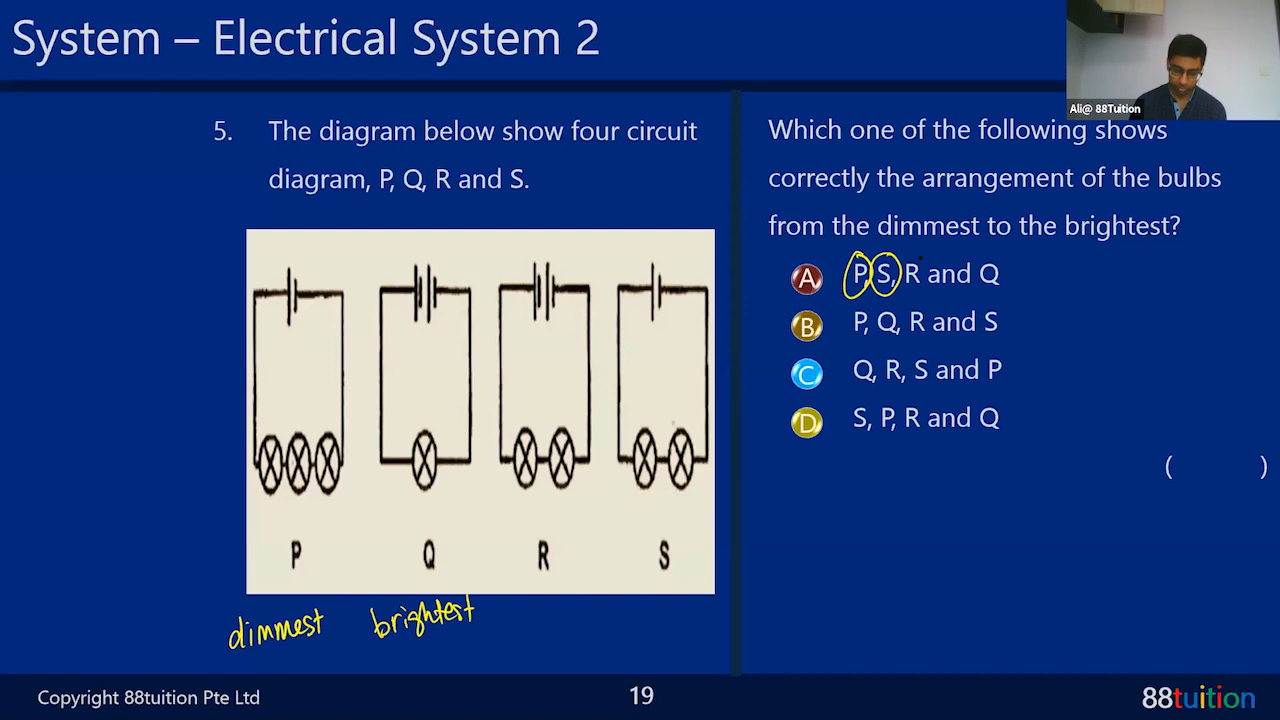 System – Electrical System 2
Ali@ 88Tuition
5. The diagram below show four circuit
diagram, P, Q, R and S.
P Q R S
dimmest brightest
Which one of the following shows
correctly the arrangement of the bulbs
from the dimmest to the brightest?
A P, S, R and Q
B P, Q, R and S
C Q, R, S and P
D S, P, R and Q
( )
Copyright 88tuition Pte Ltd
19
88tuition